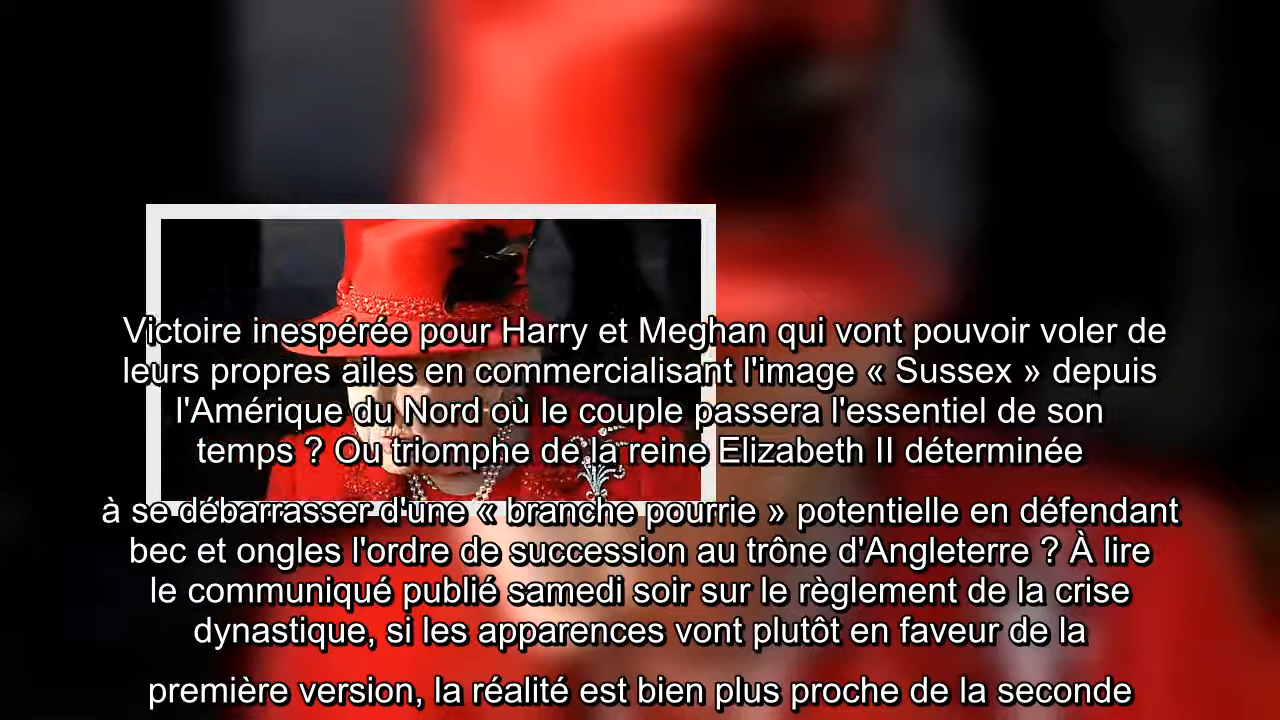 Victoire inespérée pour Harry et Meghan qui vont pouvoir voler de
leurs propres ailes en commercialisant l'image « Sussex » depuis
l'Amérique du Nord où le couple passera l'essentiel de son
temps ? Ou triomphe de la reine Elizabeth II déterminée
à se débarrasser d'une « branche pourrie » potentielle en défendant
bec et ongles l'ordre de succession au trône d'Angleterre ? À lire
le communiqué publié samedi soir sur le règlement de la crise
dynastique, si les apparences vont plutôt en faveur de la
première version, la réalité est bien plus proche de la seconde